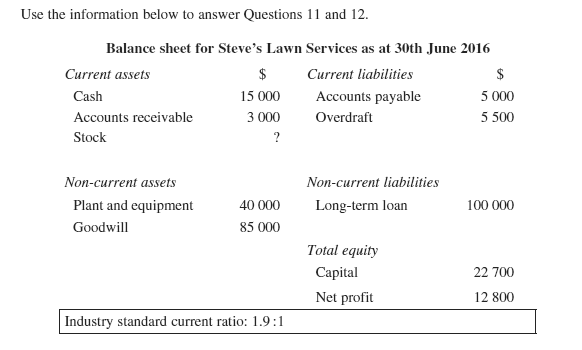 Use the information below to answer Questions 11 and 12.
Balance sheet for Steve's Lawn Services as at 30th June 2016
Current assets $ Current liabilities $
Cash 15 000 Accounts payable 5 000
Accounts receivable 3 000 Overdraft 5 500
Stock ?
Non-current assets Non-current liabilities
Plant and equipment 40 000 Long-term loan 100 000
Goodwill 85 000
Total equity
Capital 22 700
Net profit 12 800
Industry standard current ratio: 1.9 : 1